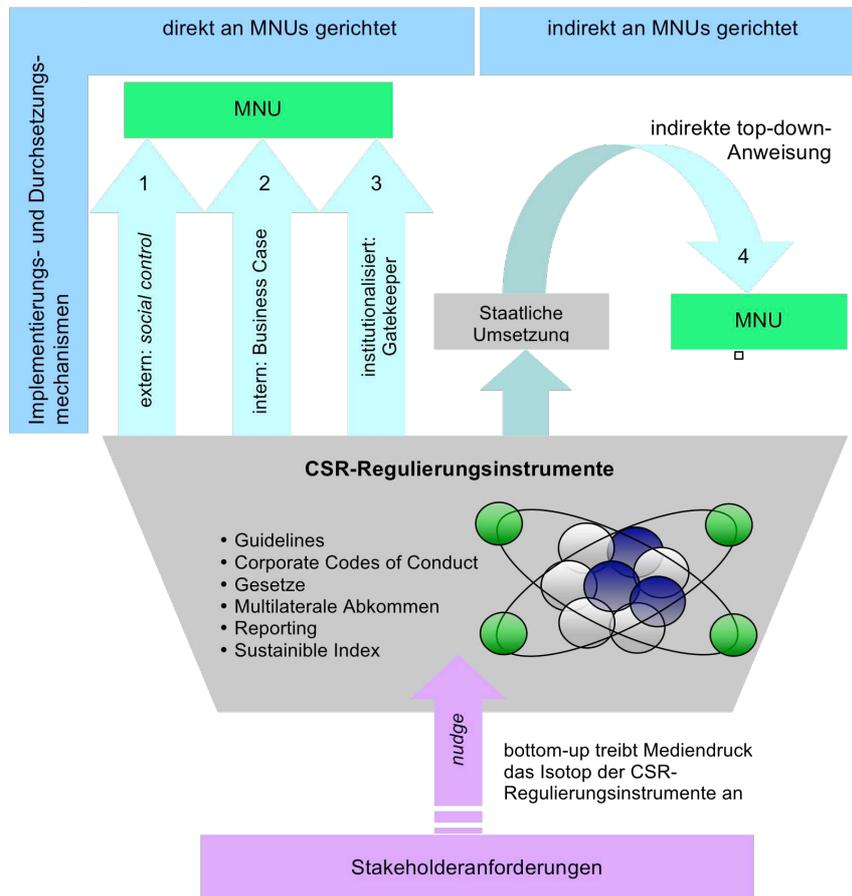 direkt an MNUs gerichtet
indirekt an MNUs gerichtet
Implementierungs- und Durchsetzungs-
mechanismen
MNU
indirekte top-down-
Anweisung
1
2
3
4
extern: social control
intern: Business Case
institutionalisiert:
Gatekeeper
Staatliche
Umsetzung
MNU
CSR-Regulierungsinstrumente
• Guidelines
• Corporate Codes of Conduct
• Gesetze
• Multilaterale Abkommen
• Reporting
• Sustainible Index
nudge
bottom-up treibt Mediendruck
das Isotop der CSR-
Regulierungsinstrumente an
Stakeholderanforderungen